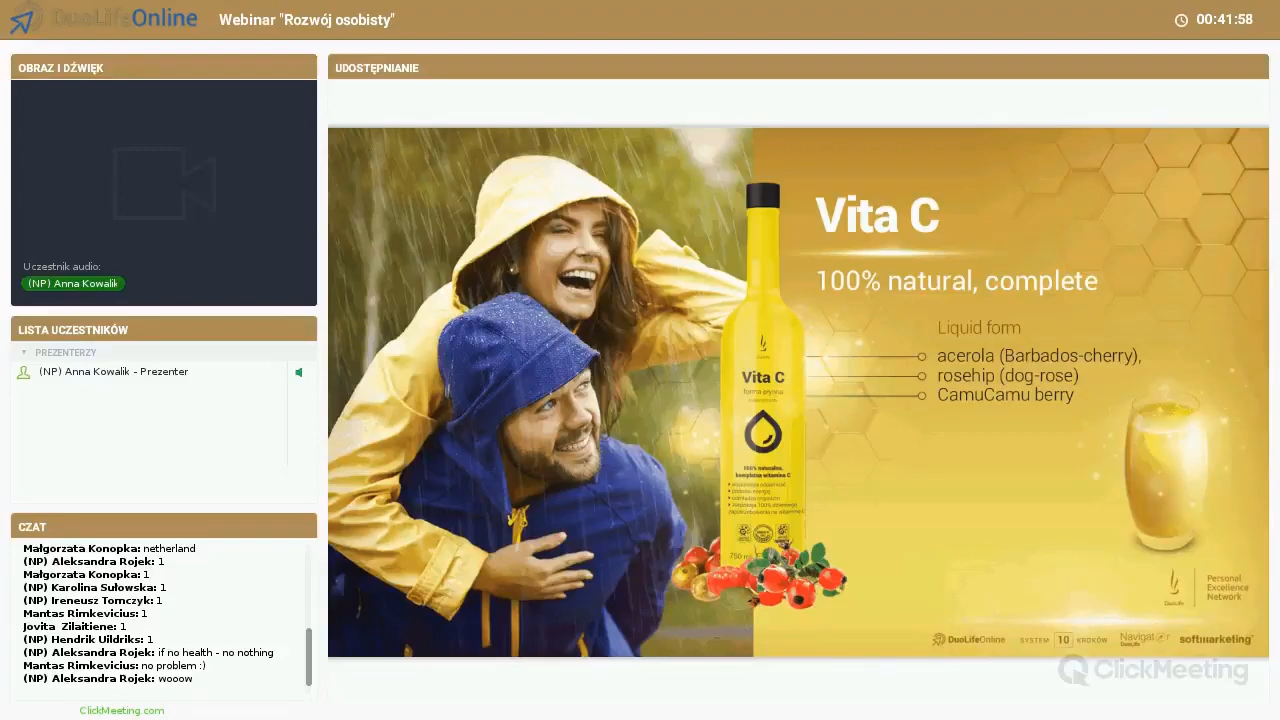 DuoLifeOnline
Webinar "Rozwój osobisty"
00:41:58
OBRAZ I DŹWIĘK
Uczestnik audio:
(NP) Anna Kowalik
LISTA UCZESTNIKÓW
PREZENTERZY
(NP) Anna Kowalik - Prezenter
CZAT
Małgorzata Konopka: netherland
(NP) Aleksandra Rojek: 1
Małgorzata Konopka: 1
(NP) Karolina Sułowska: 1
(NP) Ireneusz Tomczyk: 1
Mantas Rimkevicius: 1
Jovita Zilaitiene: 1
(NP) Hendrik Uildriks: 1
(NP) Aleksandra Rojek: if no health - no nothing
Mantas Rimkevicius: no problem :)
(NP) Aleksandra Rojek: wooow
ClickMeeting.com
UDOSTĘPNIANIE
Vita C
100% natural, complete
Liquid form
acerola (Barbados-cherry),
rosehip (dog-rose)
CamuCamu berry
Vita C
forma płynna
100% naturalna,
kompletna witamina C
750 ml
DuoLife
Personal
Excellence
Network
DuoLifeOnline
SYSTEM 10 KROKÓW
Navigator
DuoLife
softmarketing
ClickMeeting